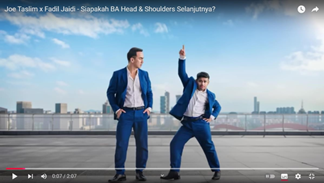 Joe Taslim x Fadil Jaidi - Siapakah BA Head & Shoulders Selanjutnya?
0:07 / 2:07